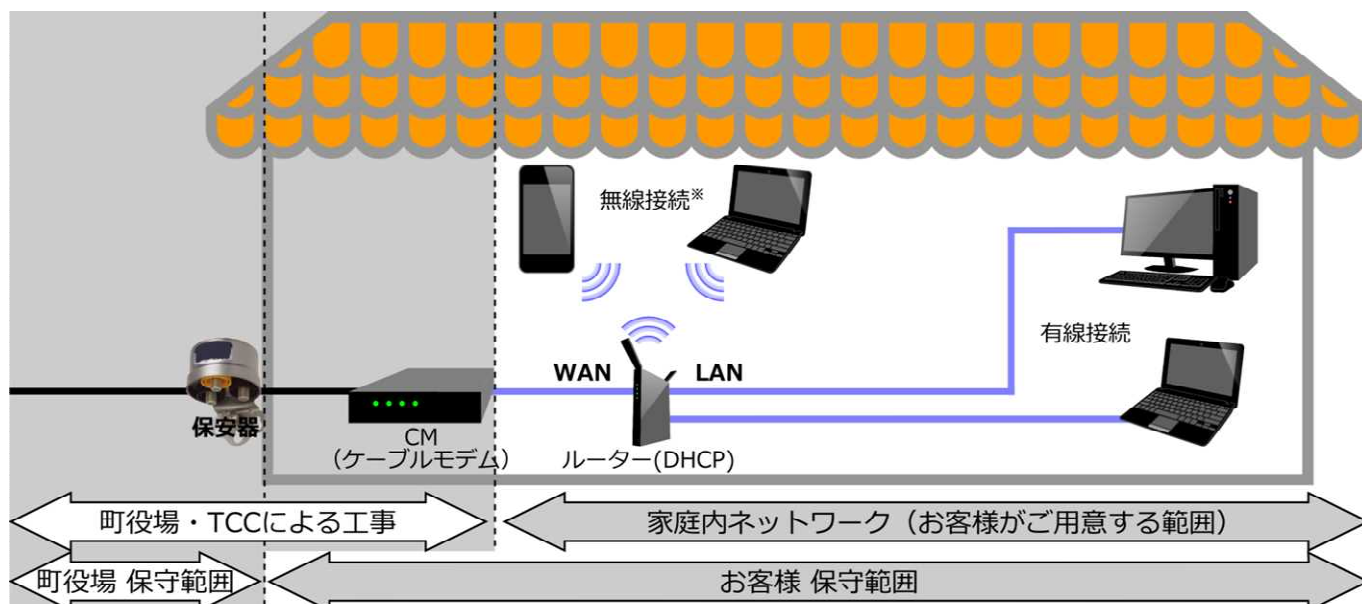 無線接続※
有線接続
WAN
LAN
保安器
CM
（ケーブルモデム）
ルーター(DHCP)
町役場・TCCによる工事
家庭内ネットワーク（お客様がご用意する範囲）
町役場 保守範囲
お客様 保守範囲